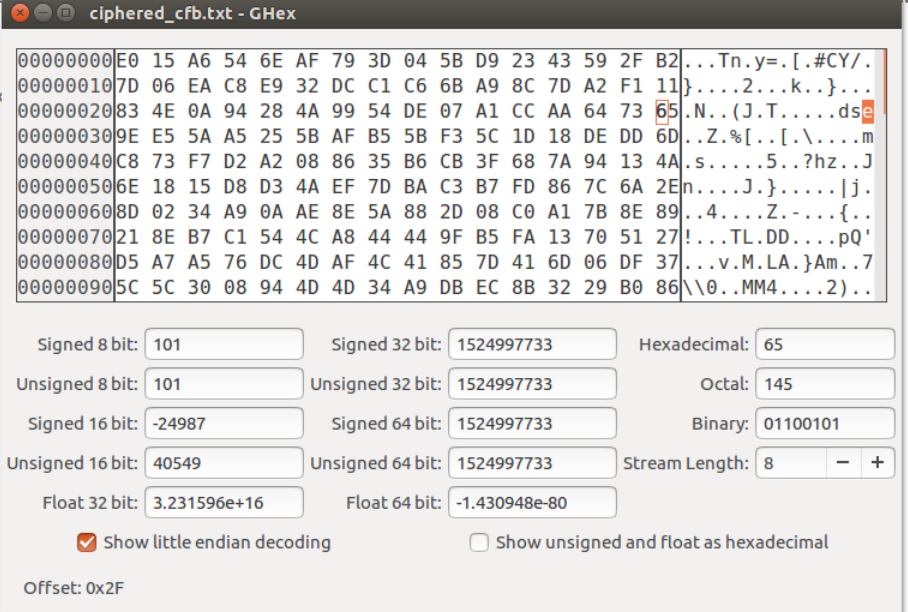 ciphered_cfb.txt - GHex
00000000 E0 15 A6 54 6E AF 79 3D 04 5B D9 23 43 59 2F B2 ...Tn.y=.[.#CY/.
00000010 7D 06 EA C8 E9 32 DC C1 C6 6B A9 8C 7D A2 F1 11 }....2...k..}...
00000020 83 4E 0A 94 28 4A 99 54 DE 07 A1 CC AA 64 73 65 .N..(J.T.....dse
00000030 9E E5 5A A5 25 5B AF B5 5B F3 5C 1D 18 DE DD 6D ..Z.%[..[.\....m
00000040 C8 73 F7 D2 A2 08 86 35 B6 CB 3F 68 7A 94 13 4A .s.....5..?hz..J
00000050 6E 18 15 D8 D3 4A EF 7D BA C3 B7 FD 86 7C 6A 2E n....J.}.....|j.
00000060 8D 02 34 A9 0A AE 8E 5A 88 2D 08 C0 A1 7B 8E 89 ..4....Z.-...{..
00000070 21 8E B7 C1 54 4C A8 44 44 9F B5 FA 13 70 51 27 !...TL.DD....pQ'
00000080 D5 A7 A5 76 DC 4D AF 4C 41 85 7D 41 6D 06 DF 37 ...v.M.LA.}Am..7
00000090 5C 5C 30 08 94 4D 4D 34 A9 DB EC 8B 32 29 B0 86 \\0..MM4....2)..
Signed 8 bit: 101 Signed 32 bit: 1524997733 Hexadecimal: 65
Unsigned 8 bit: 101 Unsigned 32 bit: 1524997733 Octal: 145
Signed 16 bit: -24987 Signed 64 bit: 1524997733 Binary: 01100101
Unsigned 16 bit: 40549 Unsigned 64 bit: 1524997733 Stream Length: 8 − +
Float 32 bit: 3.231596e+16 Float 64 bit: -1.430948e-80
Show little endian decoding Show unsigned and float as hexadecimal
Offset: 0x2F